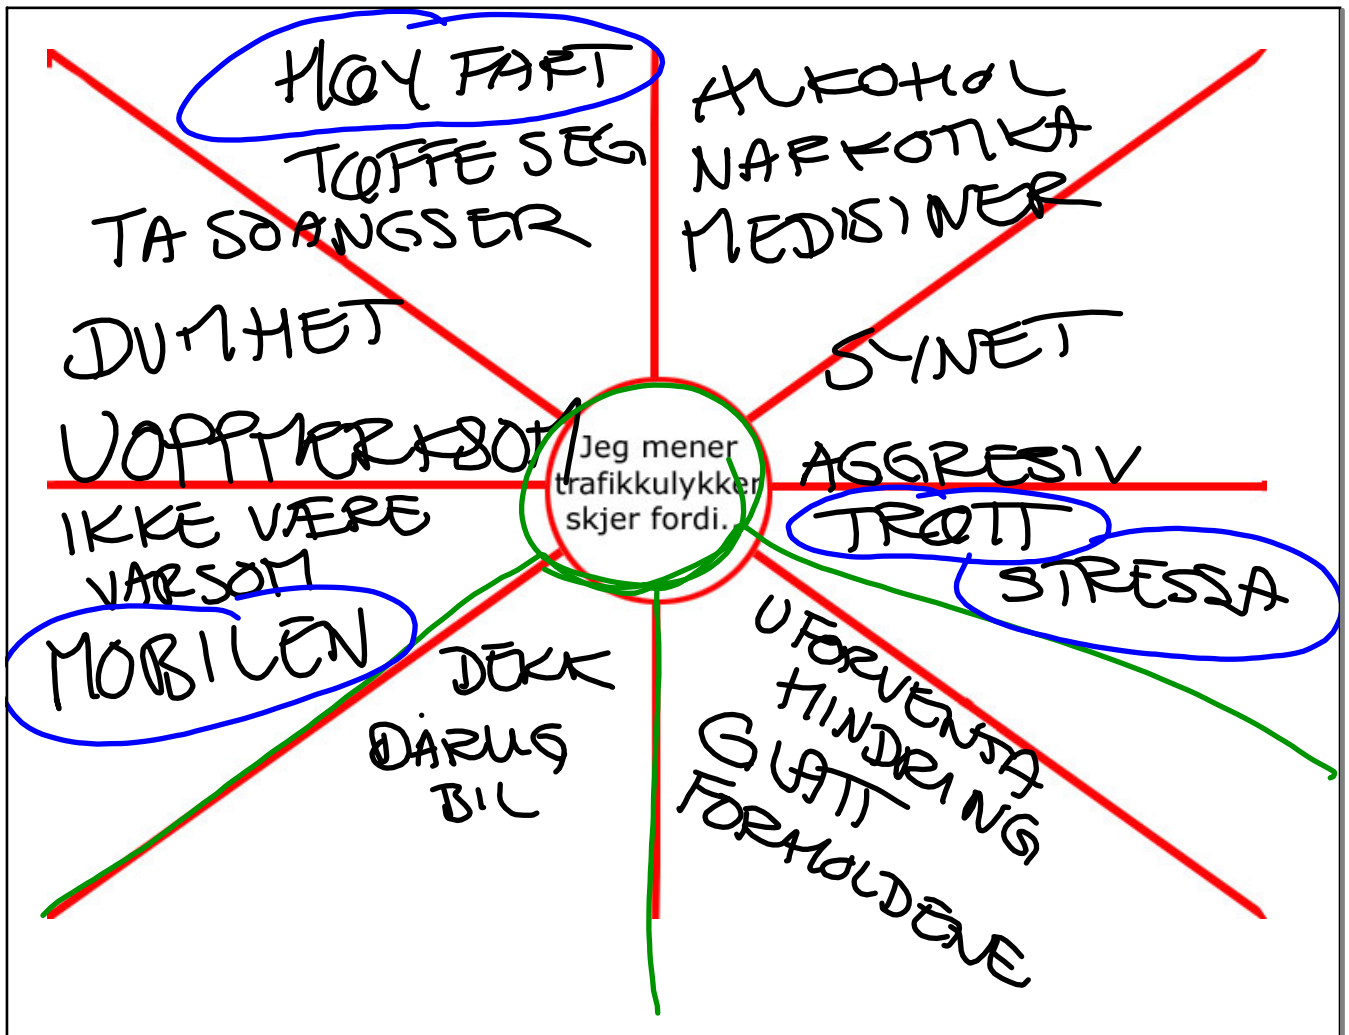 HØY FART
TØFFE SEG
TA SOANGSER
DUMHET
UOPPMERKSOM
IKKE VÆRE
VARSOM
MOBILEN
ALKOHOL
NARKOTIKA
MEDISINER
SYNET
AGGRESIV
TRØTT
STRESSA
Jeg mener
trafikkulykker
skjer fordi..
UFORVENTA
HINDRING
GLATT
FORHOLDENE
DEKK
DÅRLIG
BIL